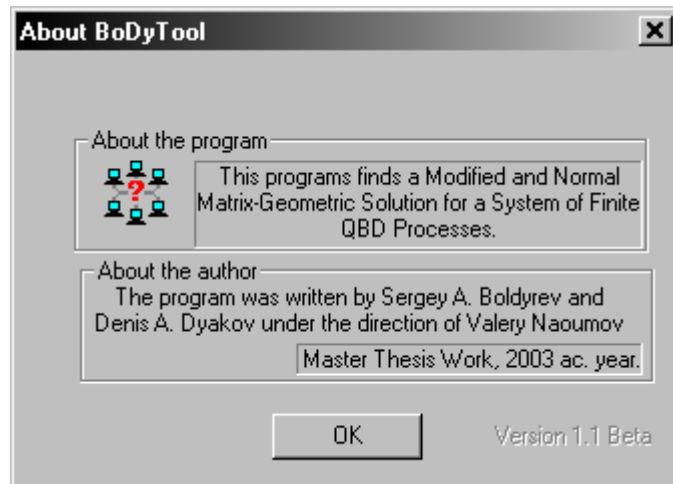 About BoDyTool
About the program
?
This programs finds a Modified and Normal
Matrix-Geometric Solution for a System of Finite
QBD Processes.
About the author
The program was written by Sergey A. Boldyrev and
Denis A. Dyakov under the direction of Valery Naoumov
Master Thesis Work, 2003 ac. year.
OK
Version 1.1 Beta